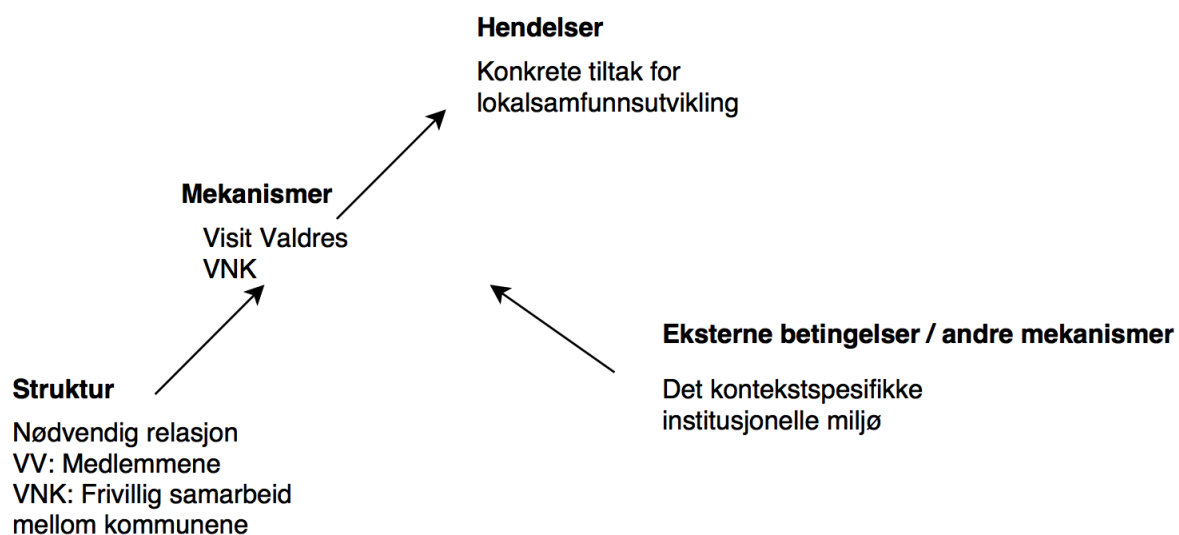 Hendelser
Konkrete tiltak for
lokalsamfunnsutvikling
Mekanismer
Visit Valdres
VNK
Eksterne betingelser / andre mekanismer
Det kontekstspesifikke
institusjonelle miljø
Struktur
Nødvendig relasjon
VV: Medlemmene
VNK: Frivillig samarbeid
mellom kommunene